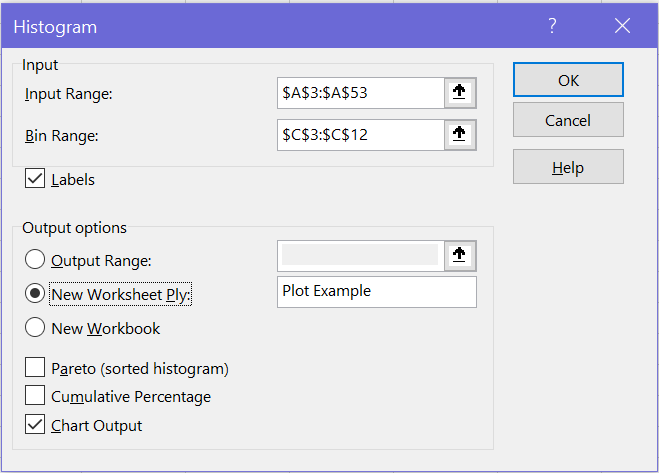 Histogram ?
Input
Input Range: $A$3:$A$53
Bin Range: $C$3:$C$12
Labels
OK
Cancel
Help
Output options
Output Range:
New Worksheet Ply: Plot Example
New Workbook
Pareto (sorted histogram)
Cumulative Percentage
Chart Output